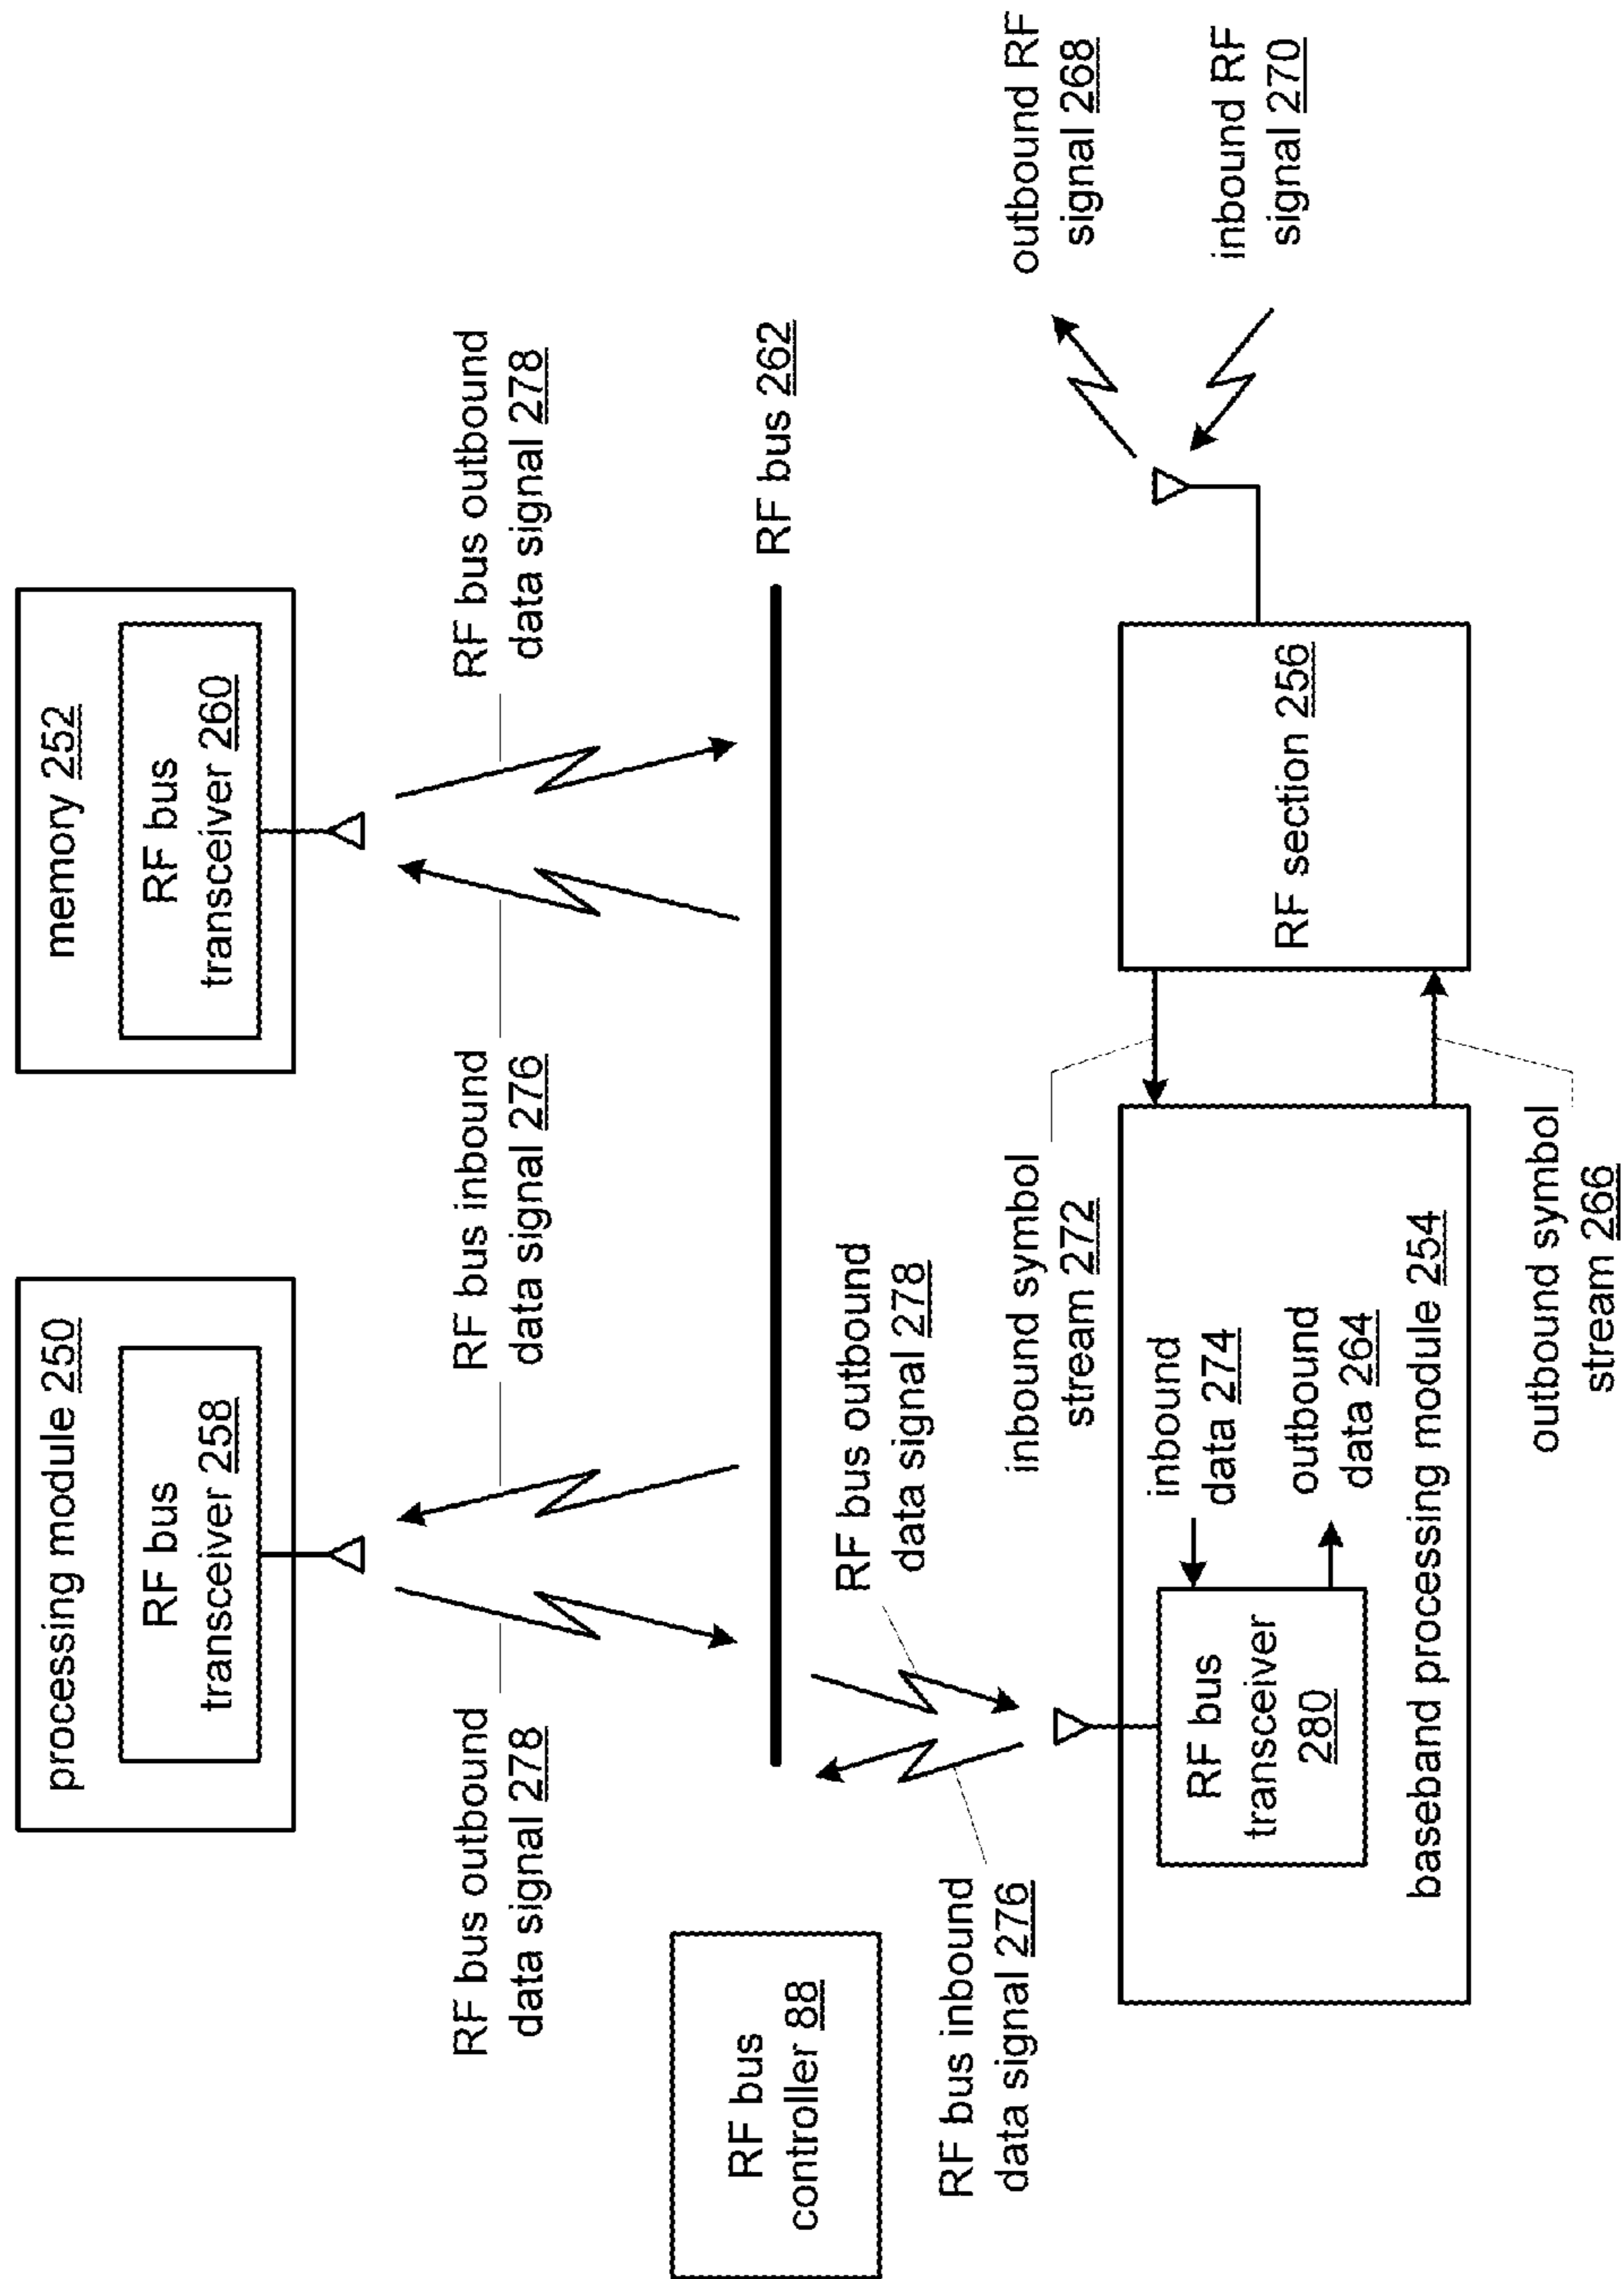 processing module 250
RF bus
transceiver 258
memory 252
RF bus
transceiver 260
RF bus outbound
data signal 278
RF bus inbound
data signal 276
RF bus outbound
data signal 278
RF bus 262
RF bus
controller 88
RF bus outbound
data signal 278
RF bus inbound
data signal 276
inbound symbol
stream 272
outbound RF
signal 268
inbound RF
signal 270
RF bus
transceiver
280
inbound
data 274
outbound
data 264
baseband processing module 254
RF section 256
outbound symbol
stream 266